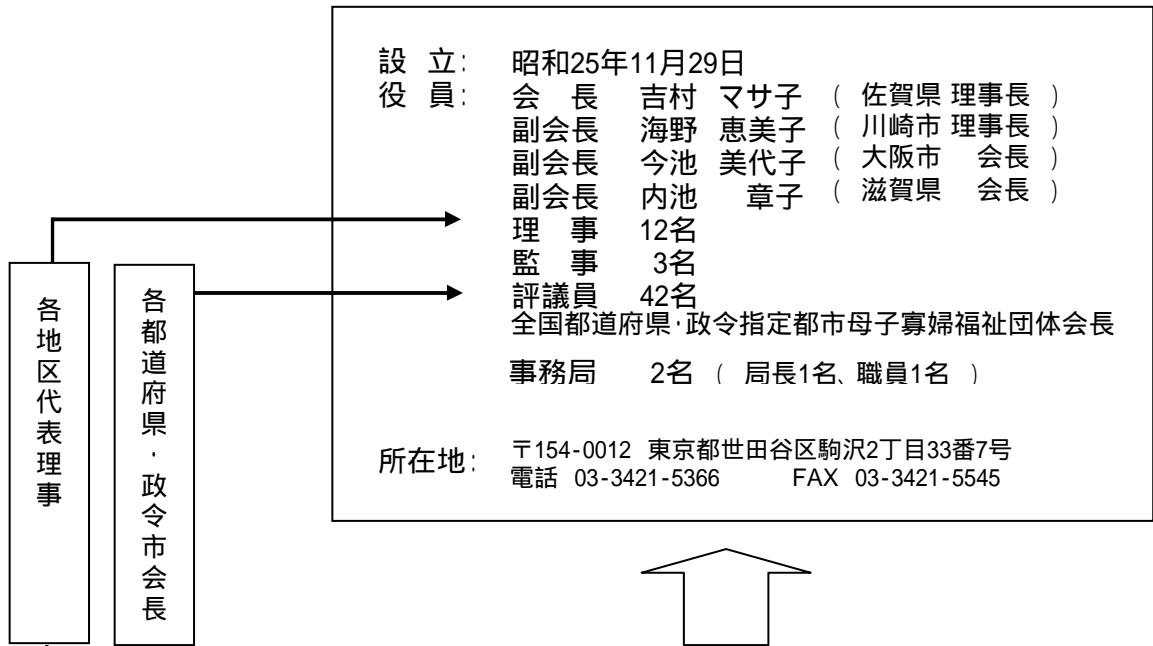 設 立: 昭和25年11月29日
役 員: 会 長 吉村 マサ子 ( 佐賀県 理事長 )
副会長 海野 恵美子 ( 川崎市 理事長 )
副会長 今池 美代子 ( 大阪市 会長 )
副会長 内池 章子 ( 滋賀県 会長 )
理 事 12名
監 事 3名
評議員 42名
全国都道府県・政令指定都市母子寡婦福祉団体会長
事務局 2名 ( 局長1名、職員1名 )
所在地: 〒154-0012 東京都世田谷区駒沢2丁目33番7号
電話 03-3421-5366 FAX 03-3421-5545
各地区代表理事
各都道府県・政令市会長